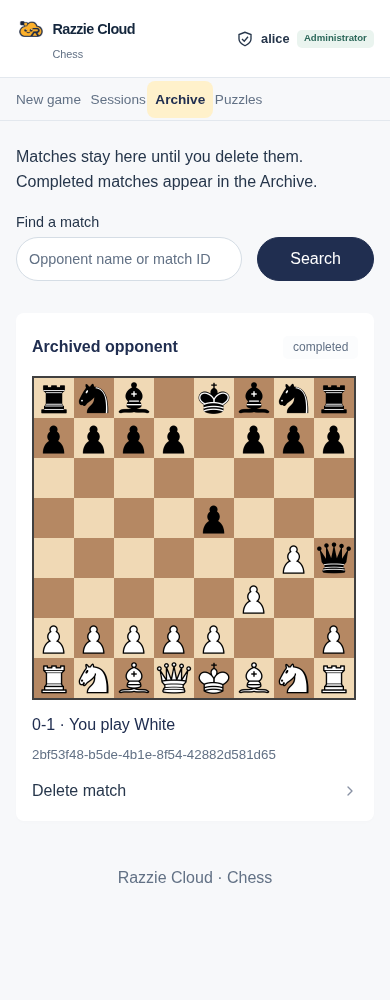 Razzie Cloud
Chess
alice
Administrator
New game
Sessions
Archive
Puzzles
Matches stay here until you delete them.
Completed matches appear in the Archive.
Find a match
Opponent name or match ID
Search
Archived opponent
completed
0-1 · You play White
2bf53f48-b5de-4b1e-8f54-42882d581d65
Delete match
Razzie Cloud · Chess